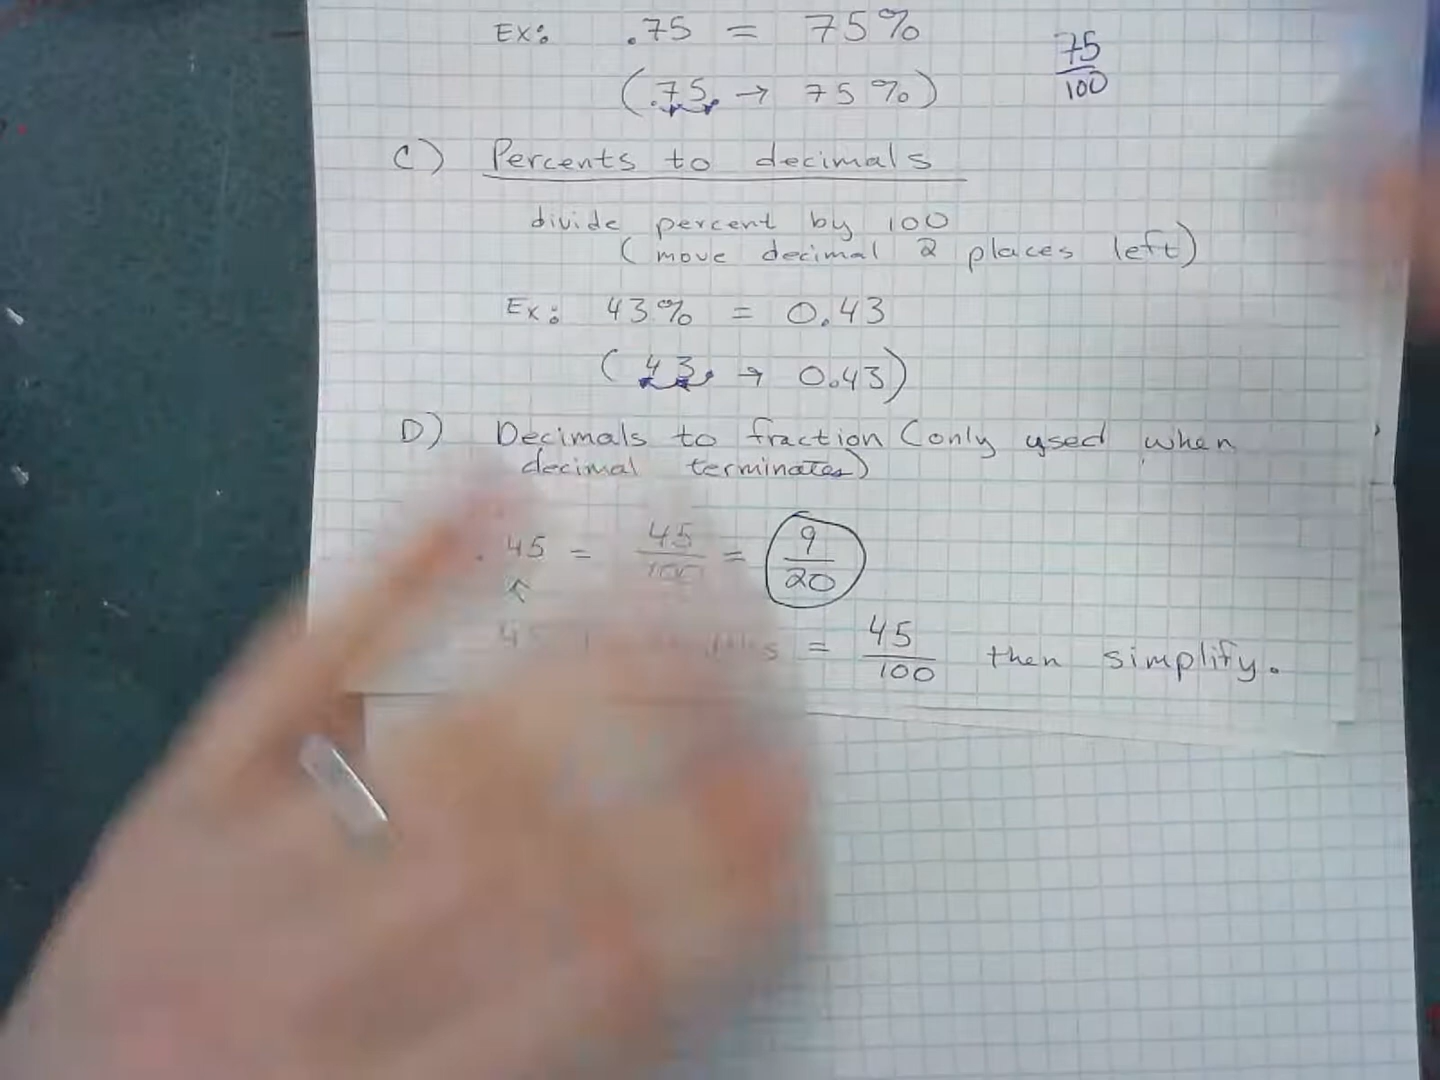 Ex: .75 = 75% 75/100
(.75. → 75%)
C) Percents to decimals
divide percent by 100
(move decimal 2 places left)
Ex: 43% = 0.43
(.43. → 0.43)
D) Decimals to fraction (only used when
decimal terminates)
.45 = 45/100 = 9/20
= 45/100 then simplify.